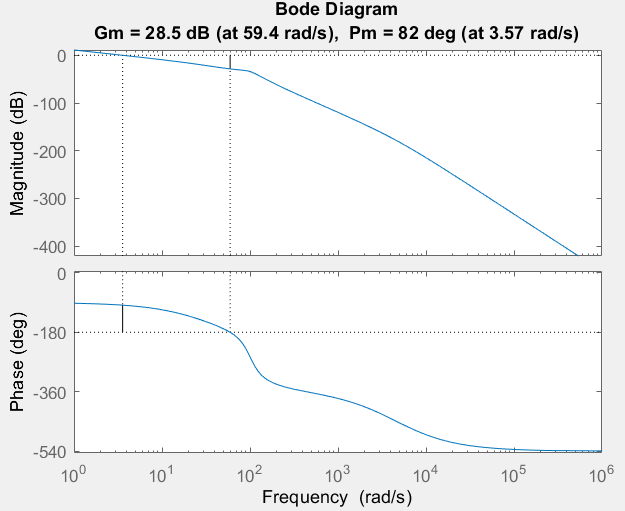 Bode Diagram
Gm = 28.5 dB (at 59.4 rad/s),  Pm = 82 deg (at 3.57 rad/s)
Magnitude (dB)
0
-100
-200
-300
-400
Phase (deg)
0
-180
-360
-540
10^0 10^1 10^2 10^3 10^4 10^5 10^6
Frequency  (rad/s)